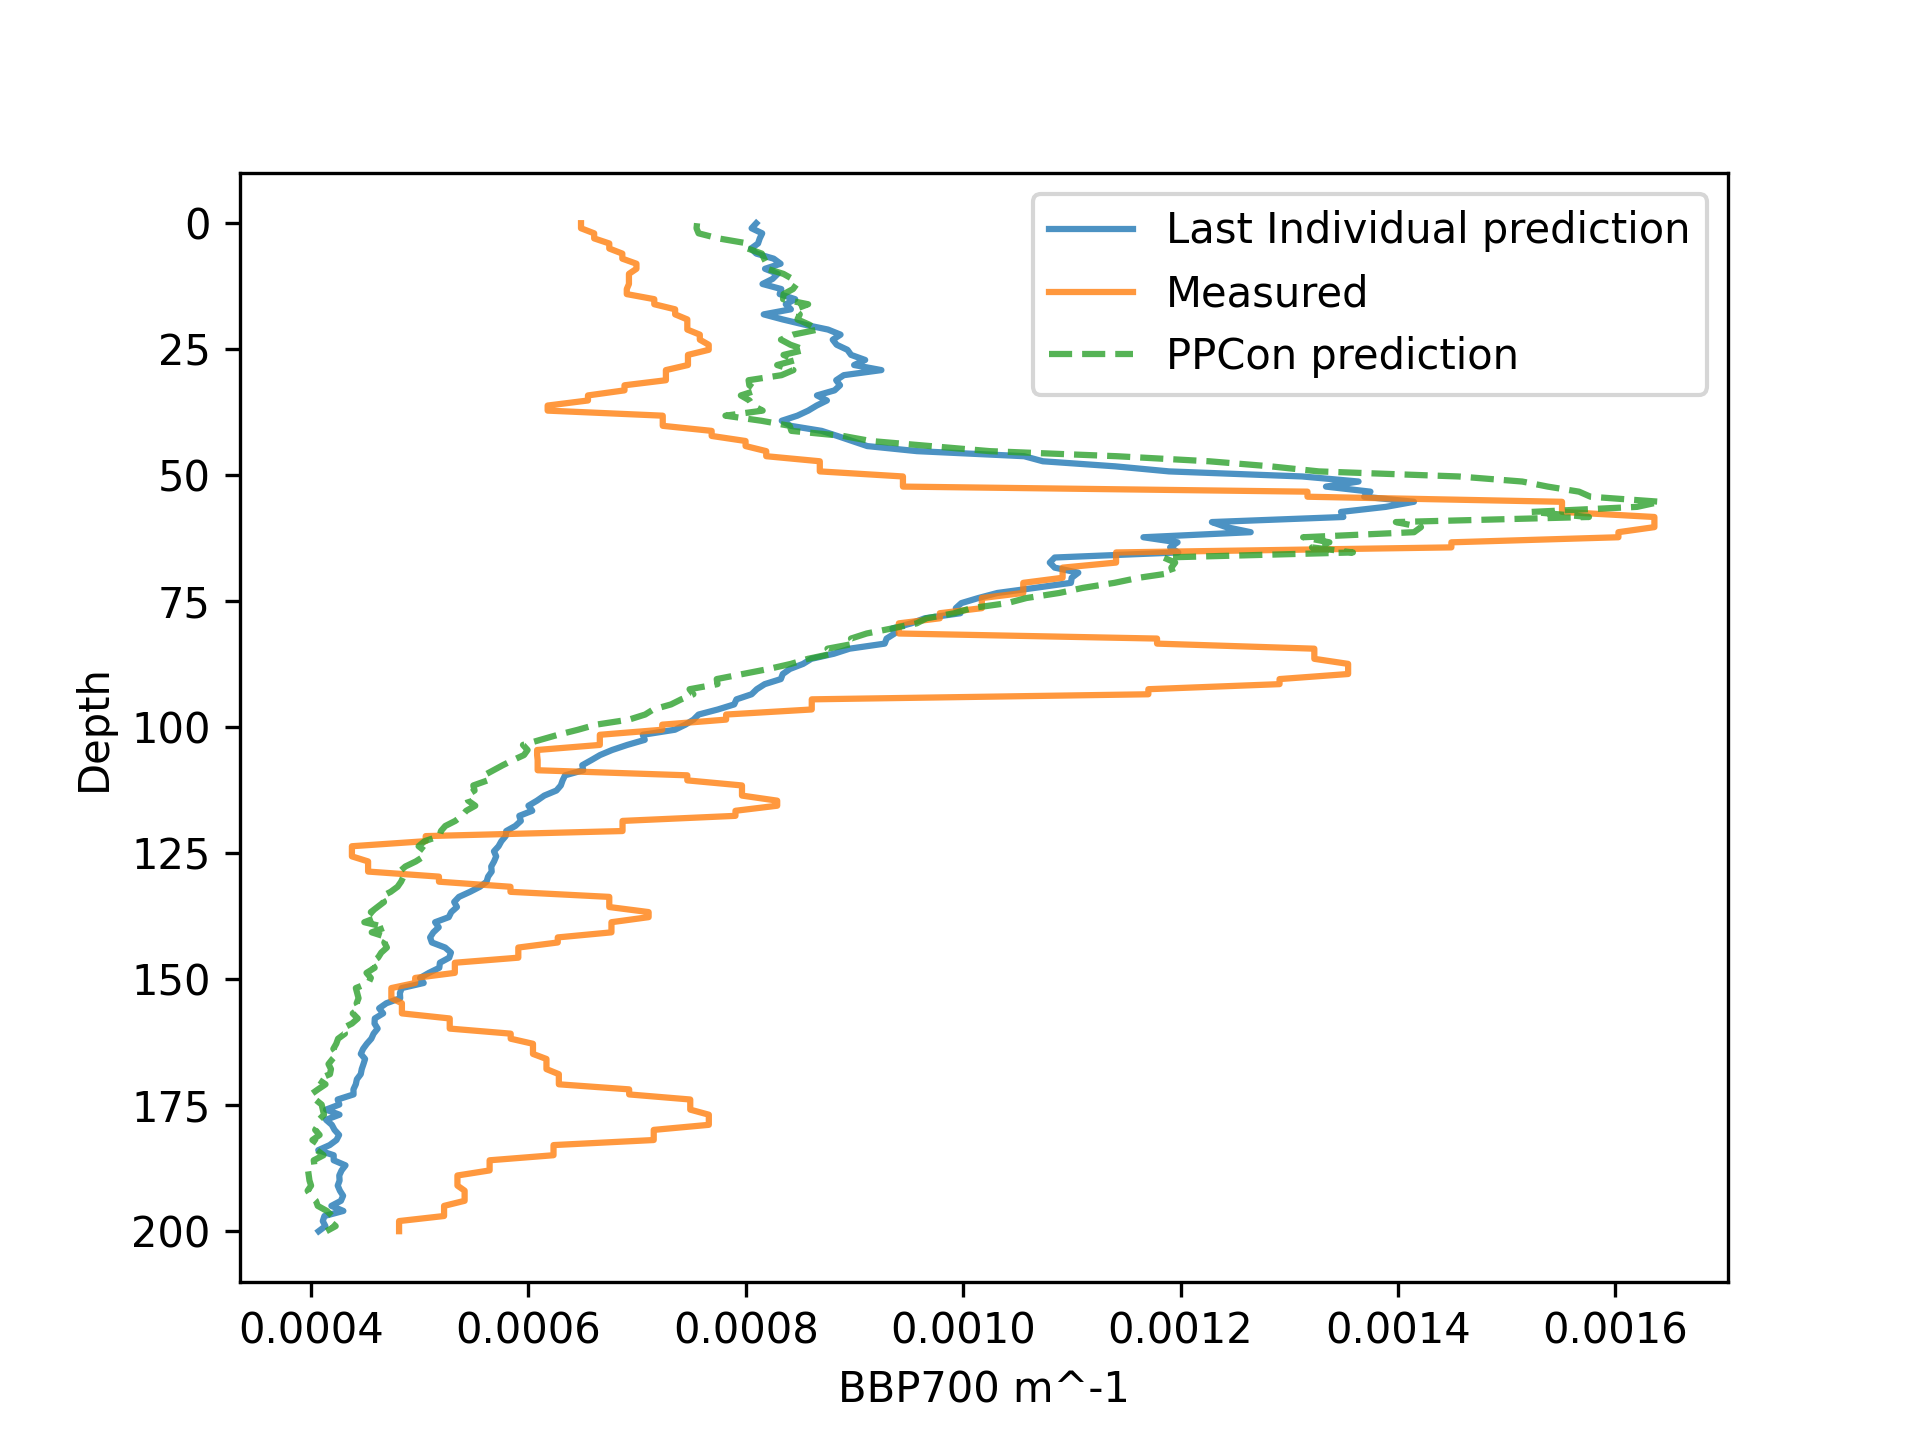 Last Individual prediction
Measured
PPCon prediction
0
25
50
75
100
125
150
175
200
Depth
0.0004 0.0006 0.0008 0.0010 0.0012 0.0014 0.0016
BBP700 m^-1